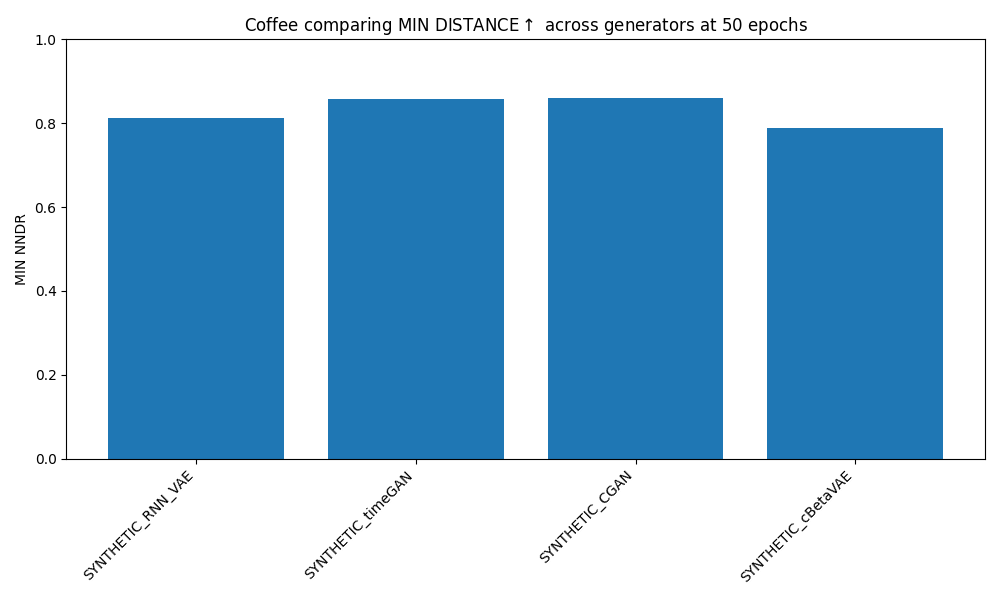 Coffee comparing MIN DISTANCE↑ across generators at 50 epochs
MIN NNDR
1.0
0.8
0.6
0.4
0.2
0.0
SYNTHETIC_RNN_VAE
SYNTHETIC_timeGAN
SYNTHETIC_CGAN
SYNTHETIC_cBetaVAE